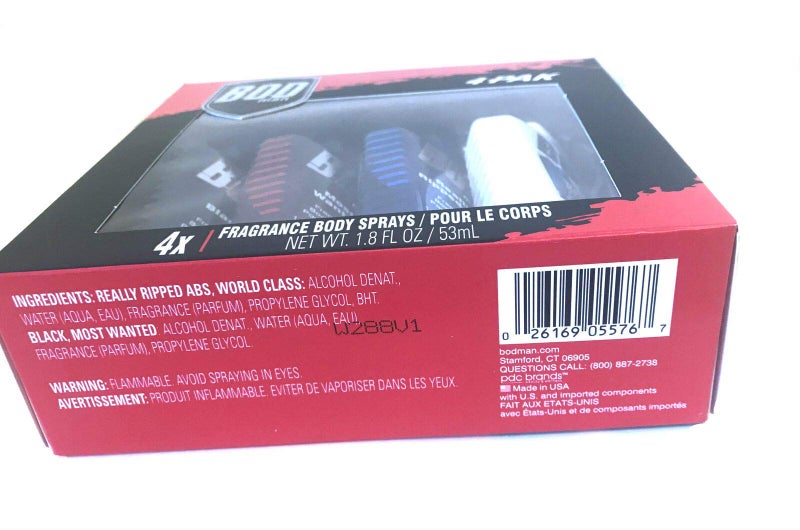 BOD
man
4 PAK
4X / FRAGRANCE BODY SPRAYS / POUR LE CORPS
NET WT. 1.8 FL OZ / 53mL
INGREDIENTS: REALLY RIPPED ABS, WORLD CLASS: ALCOHOL DENAT.,
WATER (AQUA, EAU), FRAGRANCE (PARFUM), PROPYLENE GLYCOL, BHT.
BLACK, MOST WANTED: ALCOHOL DENAT., WATER (AQUA, EAU),
FRAGRANCE (PARFUM), PROPYLENE GLYCOL.
W288V1
WARNING: FLAMMABLE. AVOID SPRAYING IN EYES.
AVERTISSEMENT: PRODUIT INFLAMMABLE. EVITER DE VAPORISER DANS LES YEUX.
0 26169 05576 7
bodman.com
Stamford, CT 06905
QUESTIONS CALL: (800) 887-2738
pdc brands™
Made in USA
with U.S. and imported components
FAIT AUX ETATS-UNIS
avec États-Unis et de composants importés